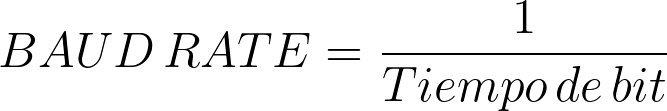 BAUD RATE = 1
Tiempo de bit